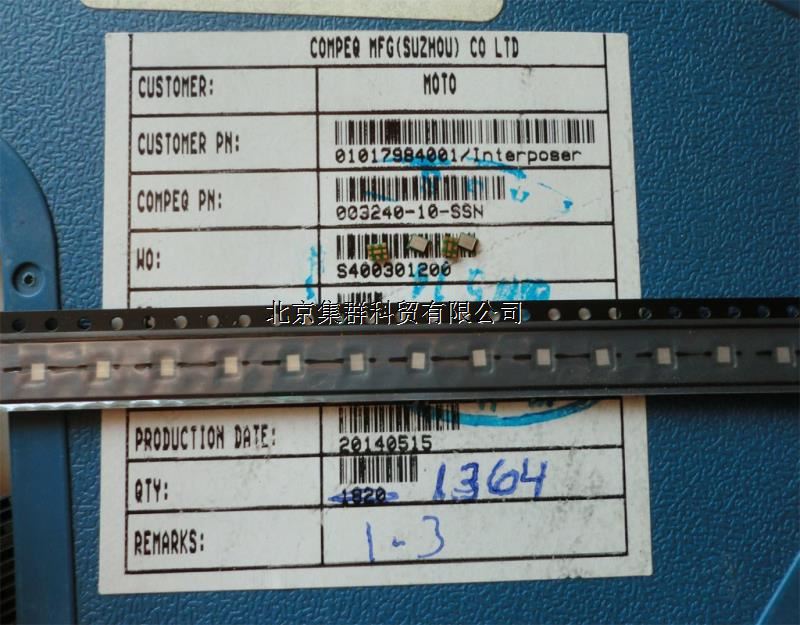 COMPEQ MFG(SUZHOU) CO LTD
CUSTOMER: MOTO
CUSTOMER PN: 01017984001/Interposer
COMPEQ PN: 003240-10-SSN
WO: S400301200
北京集群科贸有限公司
PRODUCTION DATE: 20140515
QTY: 1820 1364
REMARKS: 1-3